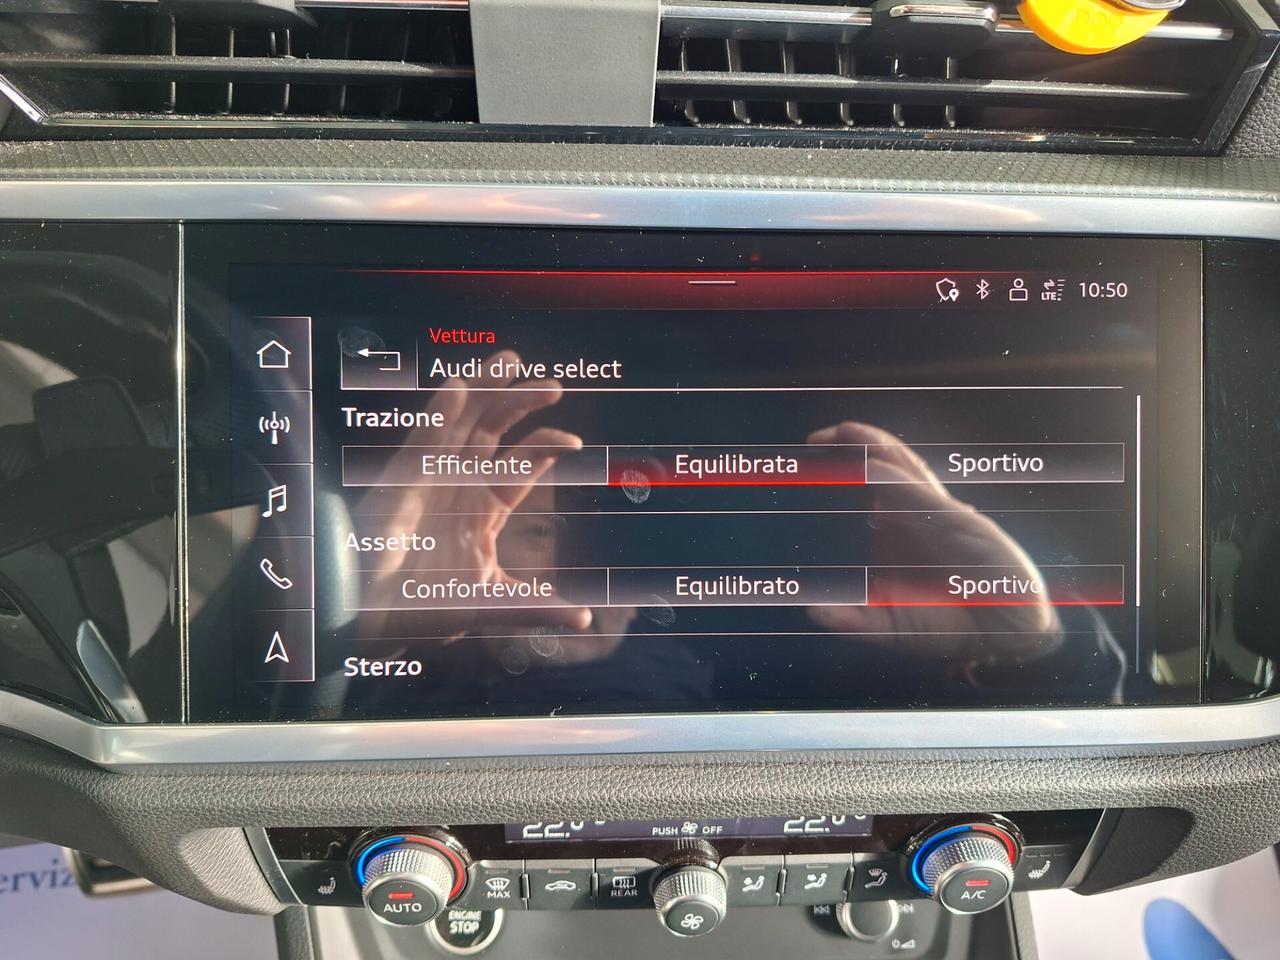 LTE
10:50
Vettura
Audi drive select
Trazione
Efficiente
Equilibrata
Sportivo
Assetto
Confortevole
Equilibrato
Sportivo
Sterzo
PUSH OFF
AUTO
MAX
REAR
A/C
ENGINE
STOP